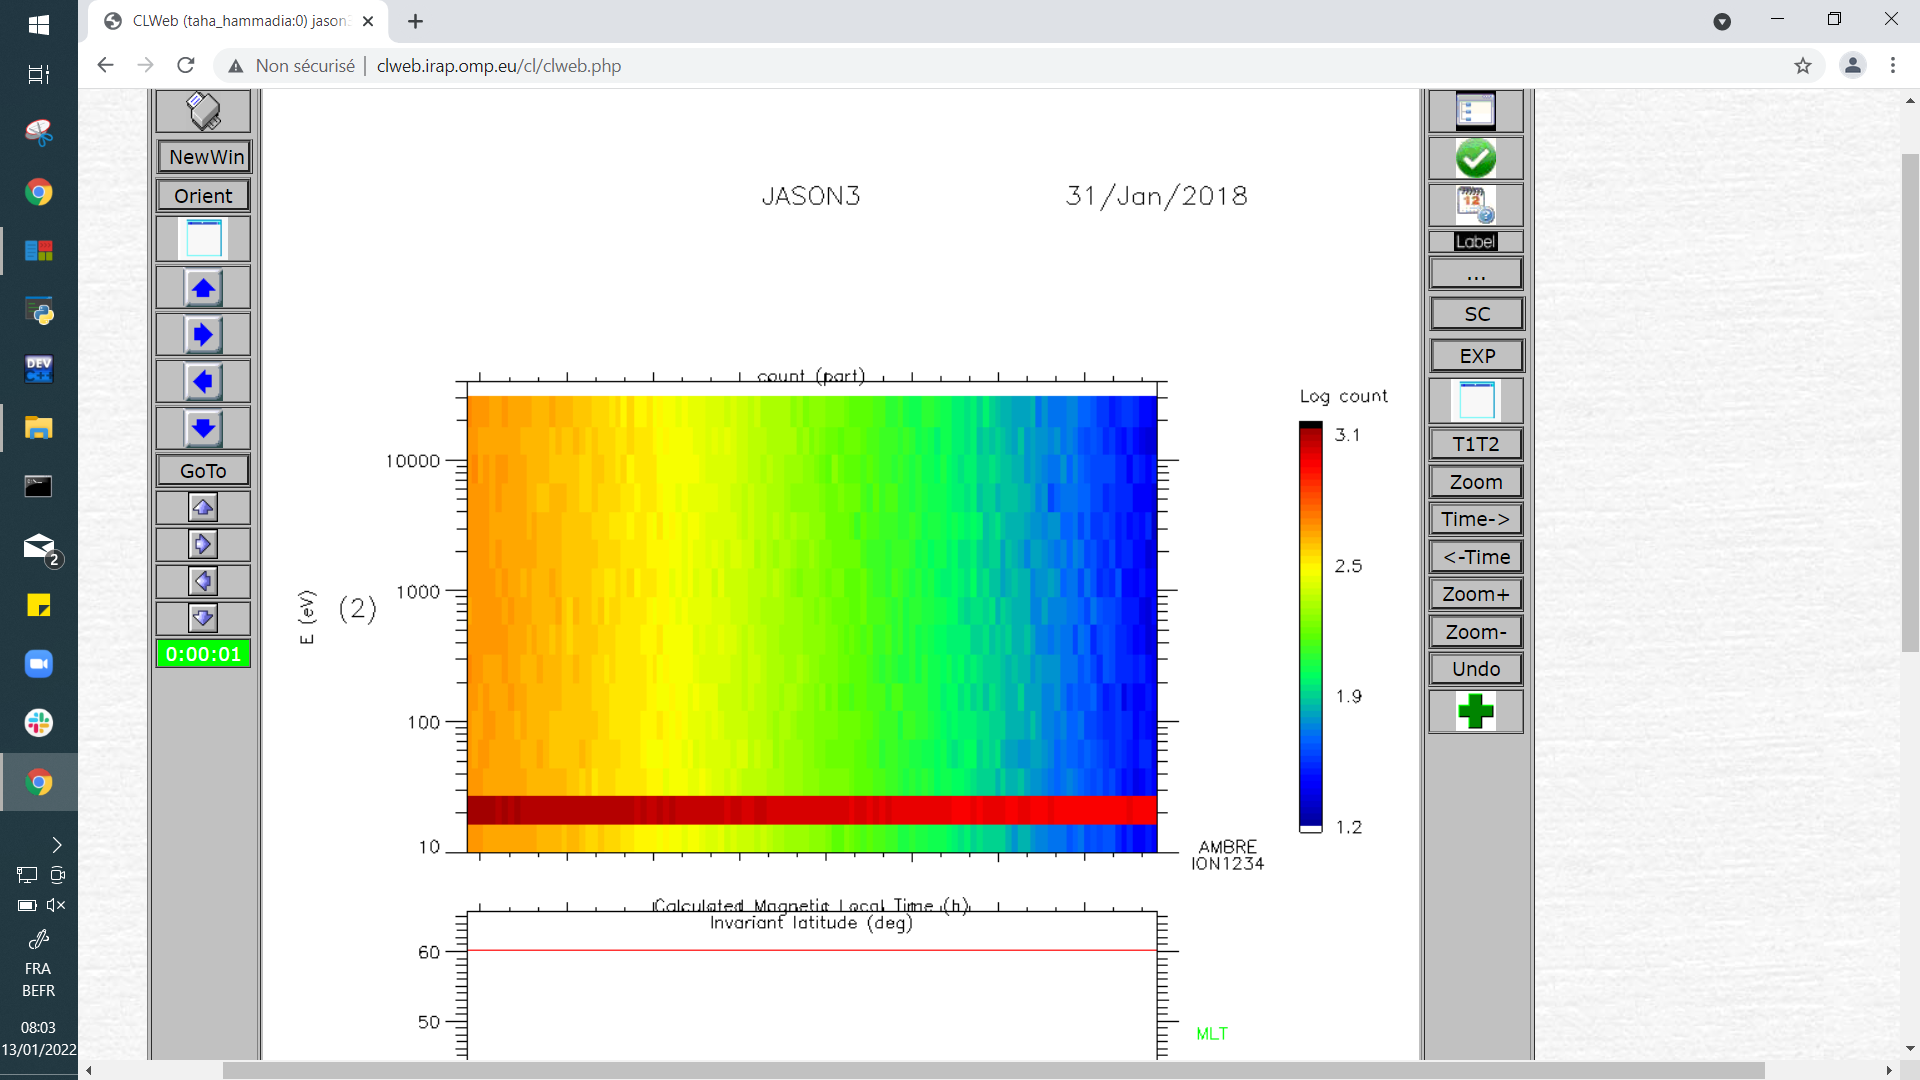 CLWeb (taha_hammadia:0) jason3
Non sécurisé | clweb.irap.omp.eu/cl/clweb.php
NewWin
Orient
GoTo
0:00:01
JASON3 31/Jan/2018
count (part)
10000
1000
100
10
E (eV)
(2)
Log count
3.1
2.5
1.9
1.2
AMBRE
ION1234
Calculated Magnetic Local Time (h)
Invariant latitude (deg)
60
50
MLT
12
Label
...
SC
EXP
T1T2
Zoom
Time->
<-Time
Zoom+
Zoom-
Undo
DEV
C++
2
FRA
BEFR
08:03
13/01/2022